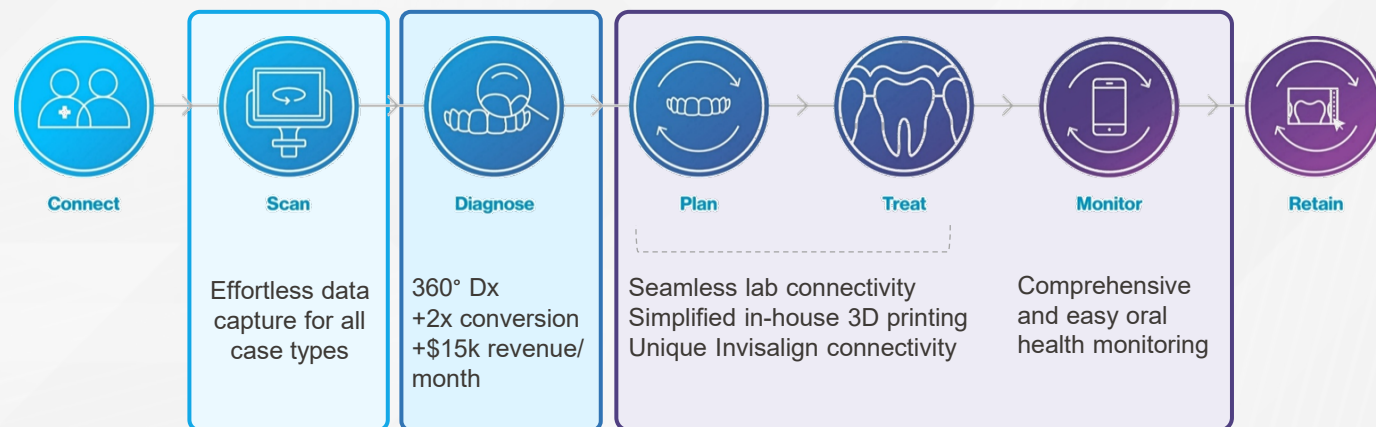 Connect
Scan
Diagnose
Plan
Treat
Monitor
Retain
Effortless data
capture for all
case types
360° Dx
+2x conversion
+$15k revenue/
month
Seamless lab connectivity
Simplified in-house 3D printing
Unique Invisalign connectivity
Comprehensive
and easy oral
health monitoring